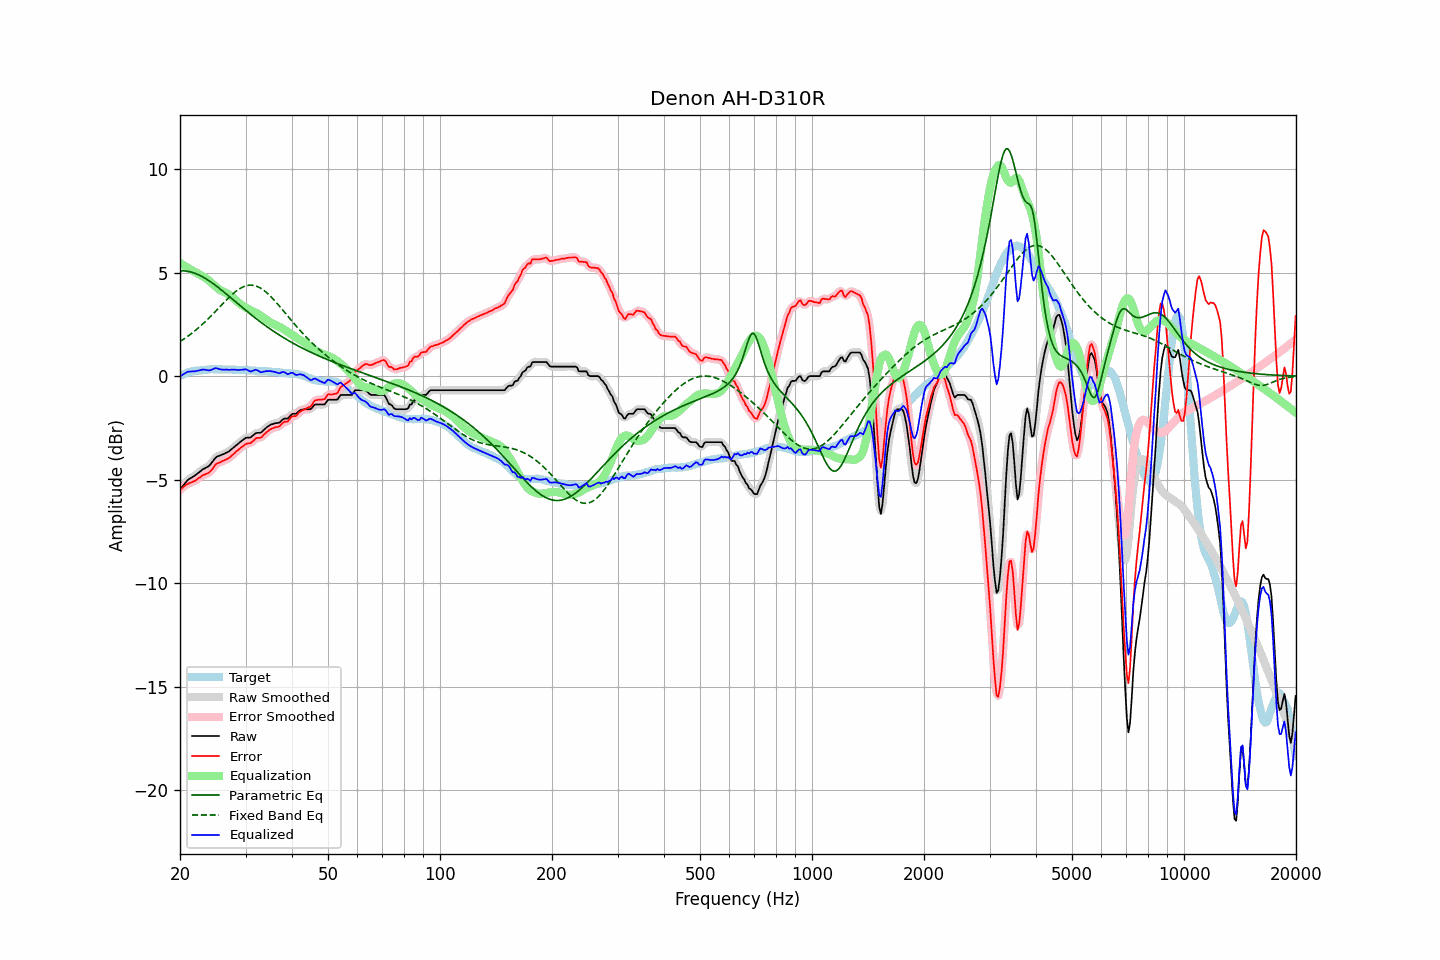 Denon AH-D310R
Amplitude (dBr)
10
5
0
−5
−10
−15
−20
Target
Raw Smoothed
Error Smoothed
Raw
Error
Equalization
Parametric Eq
Fixed Band Eq
Equalized
20 50 100 200 500 1000 2000 5000 10000 20000
Frequency (Hz)